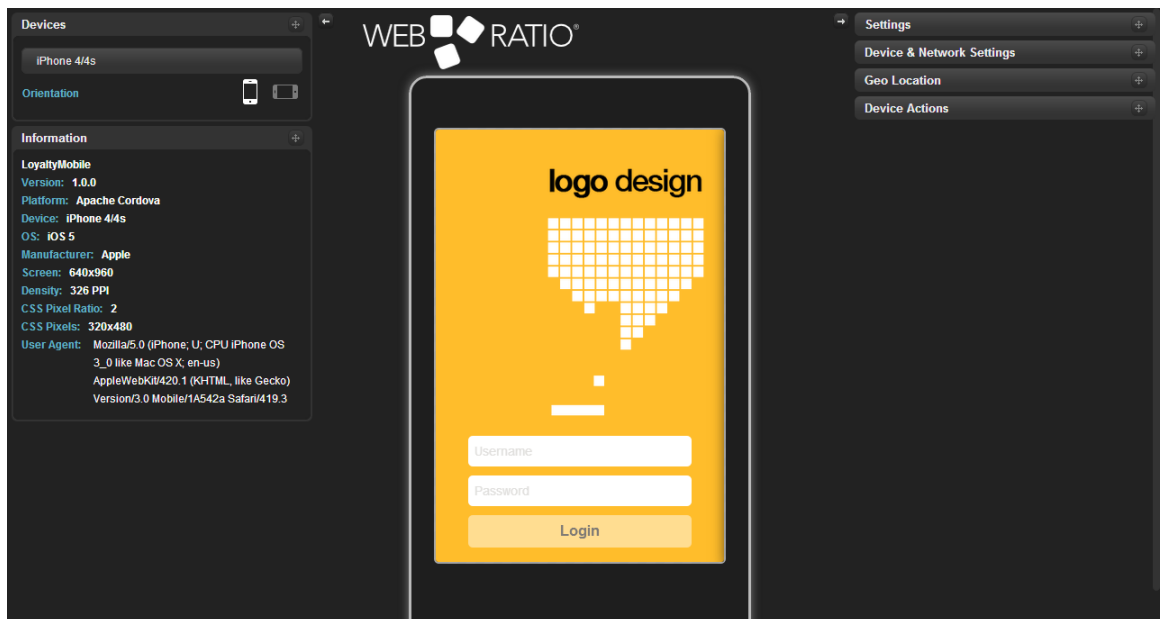 Devices
iPhone 4/4s
Orientation
Information
LoyaltyMobile
Version: 1.0.0
Platform: Apache Cordova
Device: iPhone 4/4s
OS: iOS 5
Manufacturer: Apple
Screen: 640x960
Density: 326 PPI
CSS Pixel Ratio: 2
CSS Pixels: 320x480
User Agent: Mozilla/5.0 (iPhone; U; CPU iPhone OS
3_0 like Mac OS X; en-us)
AppleWebKit/420.1 (KHTML, like Gecko)
Version/3.0 Mobile/1A542a Safari/419.3
WEB RATIO®
logo design
Username
Password
Login
Settings
Device & Network Settings
Geo Location
Device Actions